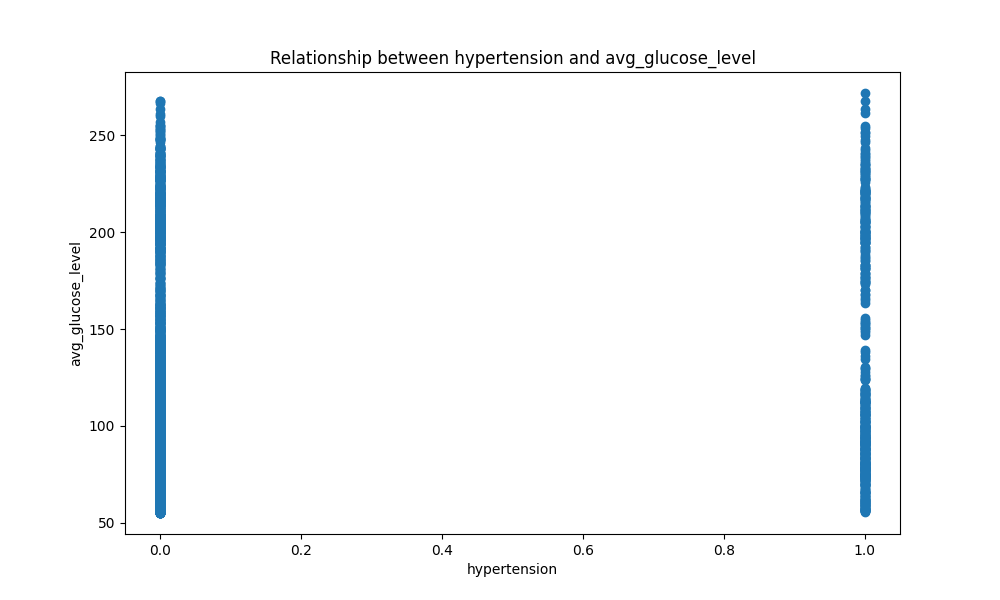 Relationship between hypertension and avg_glucose_level
250
200
150
100
50
avg_glucose_level
0.0 0.2 0.4 0.6 0.8 1.0
hypertension